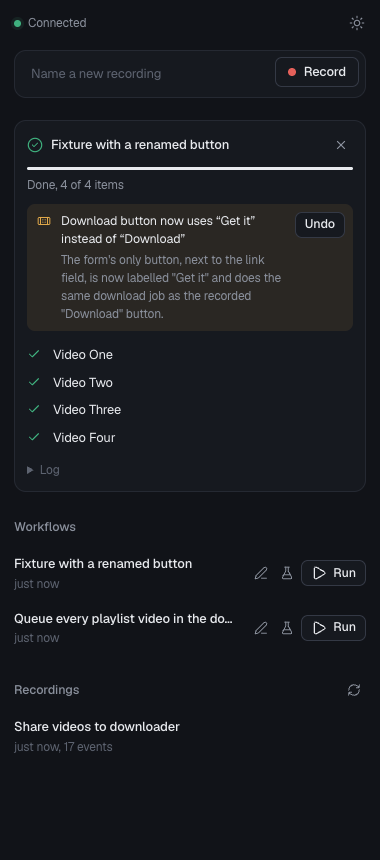 Connected
Name a new recording
Record
Fixture with a renamed button
Done, 4 of 4 items
Download button now uses “Get it”
instead of “Download”
Undo
The form's only button, next to the link
field, is now labelled "Get it" and does the
same download job as the recorded
"Download" button.
Video One
Video Two
Video Three
Video Four
Log
Workflows
Fixture with a renamed button
just now
Run
Queue every playlist video in the do...
just now
Run
Recordings
Share videos to downloader
just now, 17 events